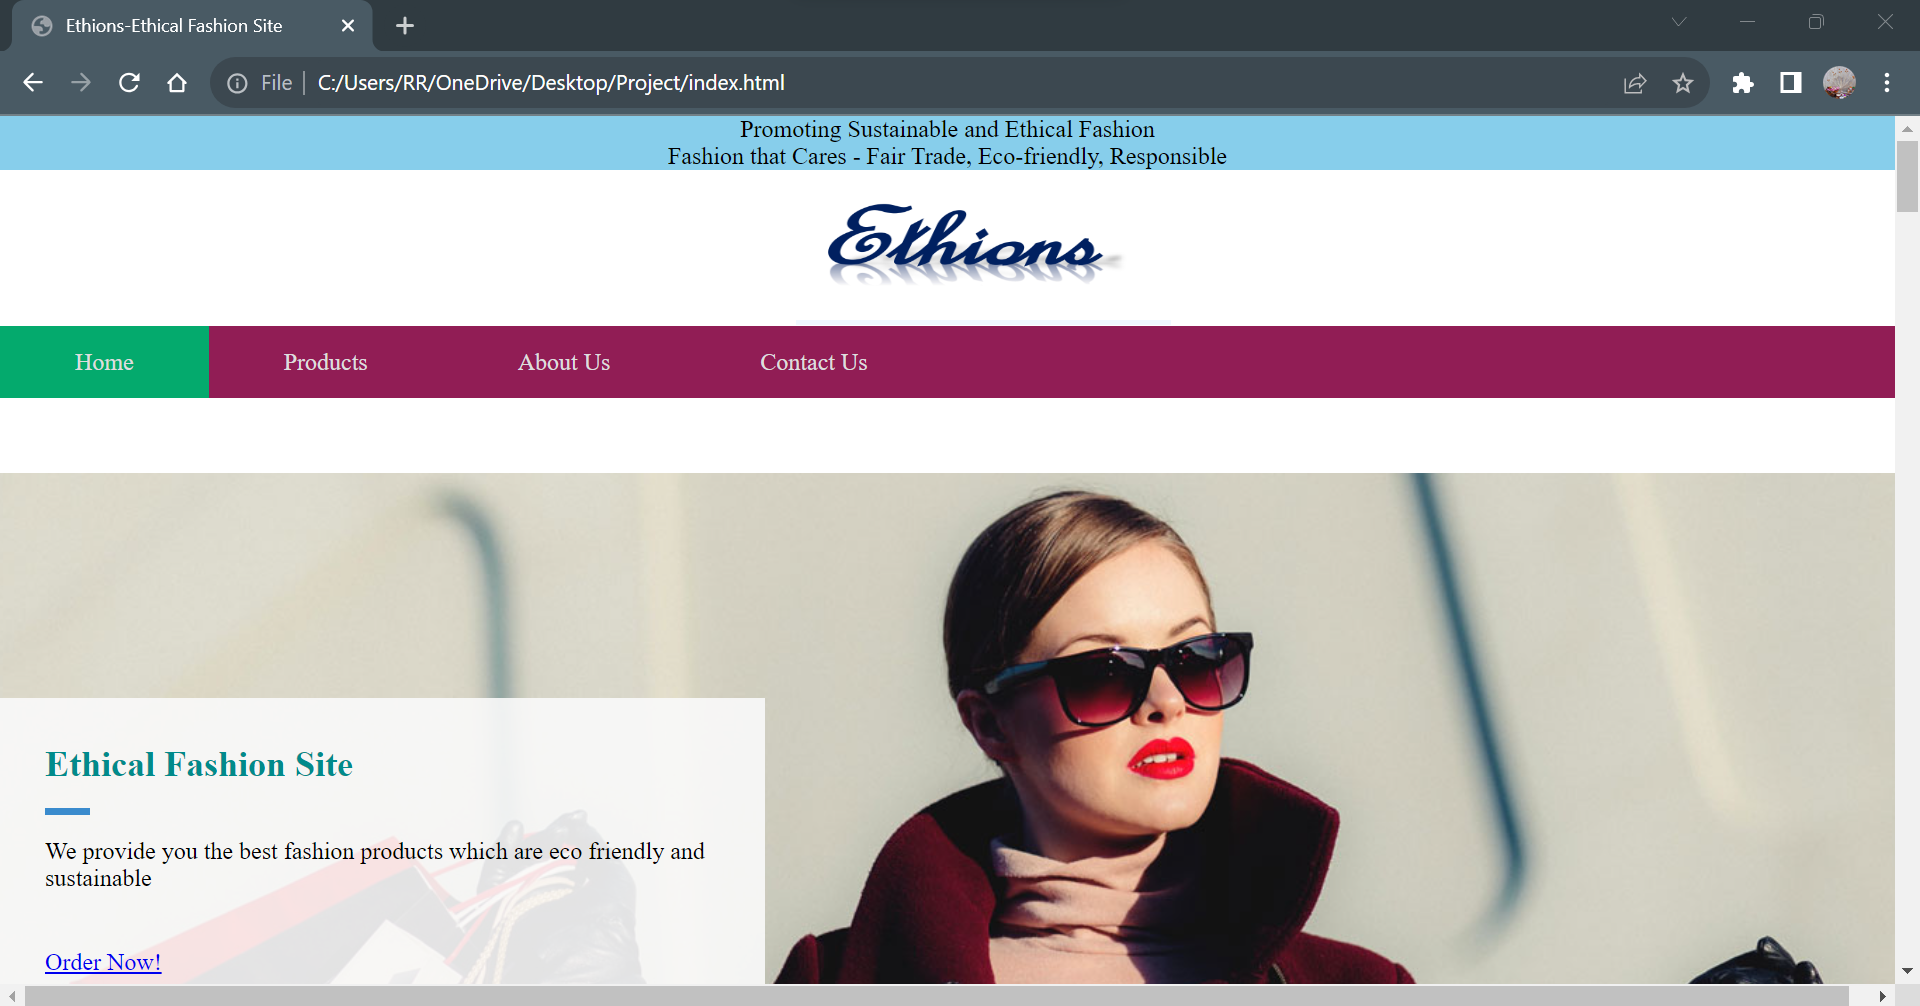 Ethions-Ethical Fashion Site
File C:/Users/RR/OneDrive/Desktop/Project/index.html
Promoting Sustainable and Ethical Fashion
Fashion that Cares - Fair Trade, Eco-friendly, Responsible
Ethions
Home Products About Us Contact Us
Ethical Fashion Site
We provide you the best fashion products which are eco friendly and
sustainable
Order Now!